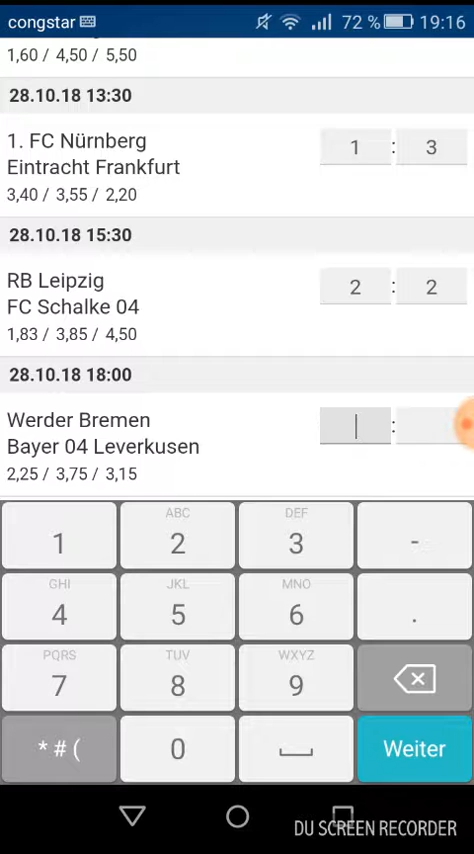 congstar 72 % 19:16
1,60 / 4,50 / 5,50
28.10.18 13:30
1. FC Nürnberg 1 : 3
Eintracht Frankfurt
3,40 / 3,55 / 2,20
28.10.18 15:30
RB Leipzig 2 : 2
FC Schalke 04
1,83 / 3,85 / 4,50
28.10.18 18:00
Werder Bremen :
Bayer 04 Leverkusen
2,25 / 3,75 / 3,15
ABC DEF
1 2 3 -
GHI JKL MNO
4 5 6 .
PQRS TUV WXYZ
7 8 9
* # ( 0 Weiter
DU SCREEN RECORDER